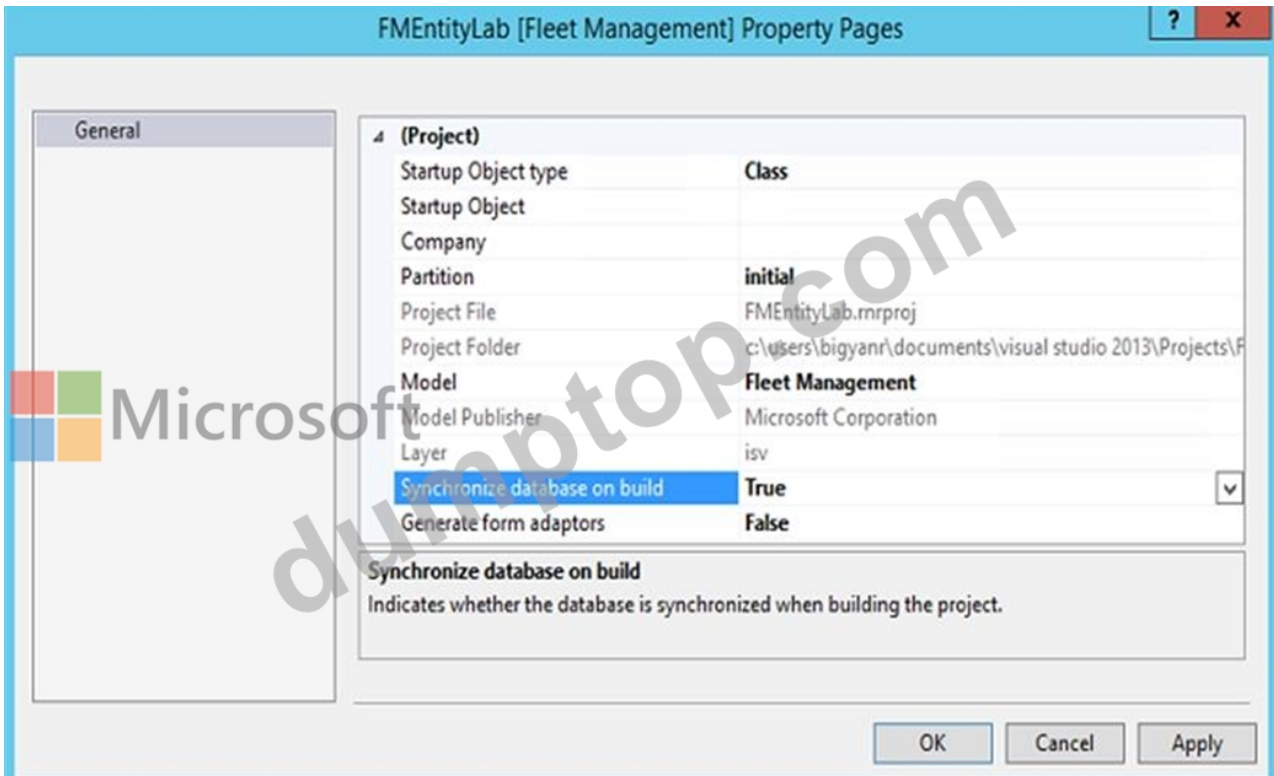 FMEntityLab [Fleet Management] Property Pages
? X
General
(Project)
Startup Object type Class
Startup Object
Company
Partition initial
Project File FMEntityLab.rnrproj
Project Folder c:\users\bigyanr\documents\visual studio 2013\Projects\F
Model Fleet Management
Model Publisher Microsoft Corporation
Layer isv
Synchronize database on build True
Generate form adaptors False
Synchronize database on build
Indicates whether the database is synchronized when building the project.
OK Cancel Apply
Microsoft
dumptop.com